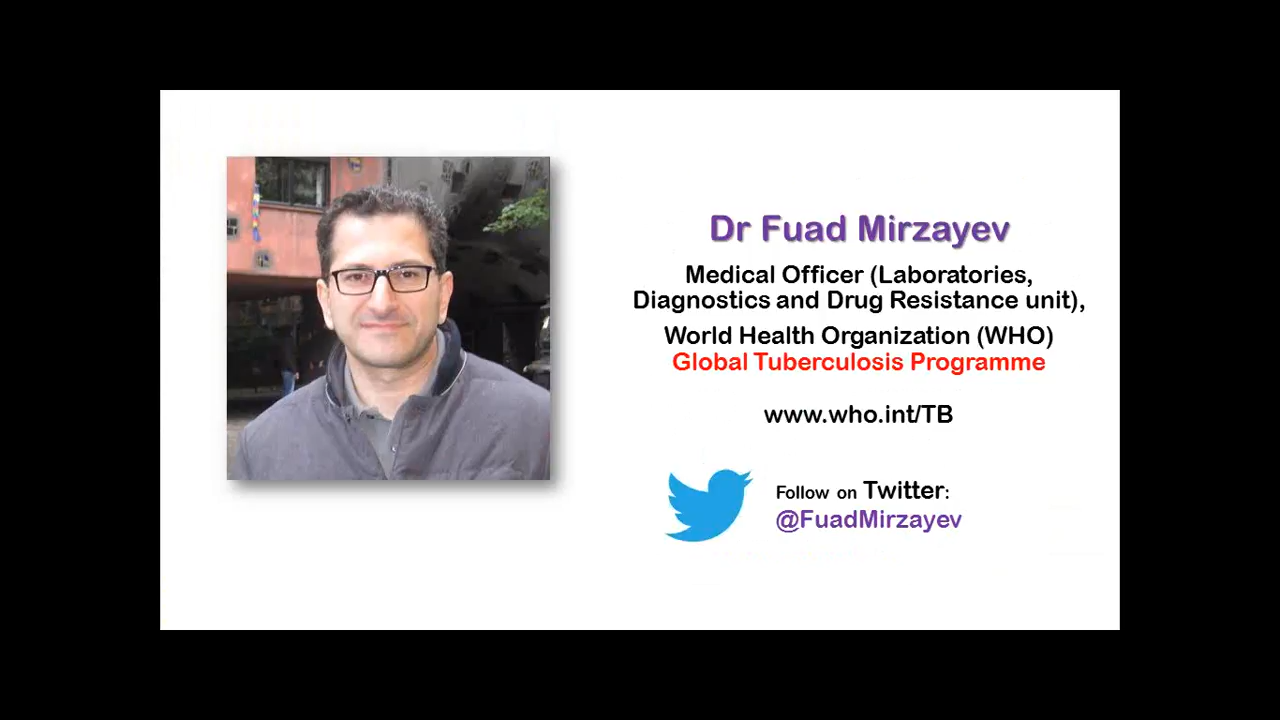 Dr Fuad Mirzayev
Medical Officer (Laboratories,
Diagnostics and Drug Resistance unit),
World Health Organization (WHO)
Global Tuberculosis Programme
www.who.int/TB
Follow on Twitter:
@FuadMirzayev